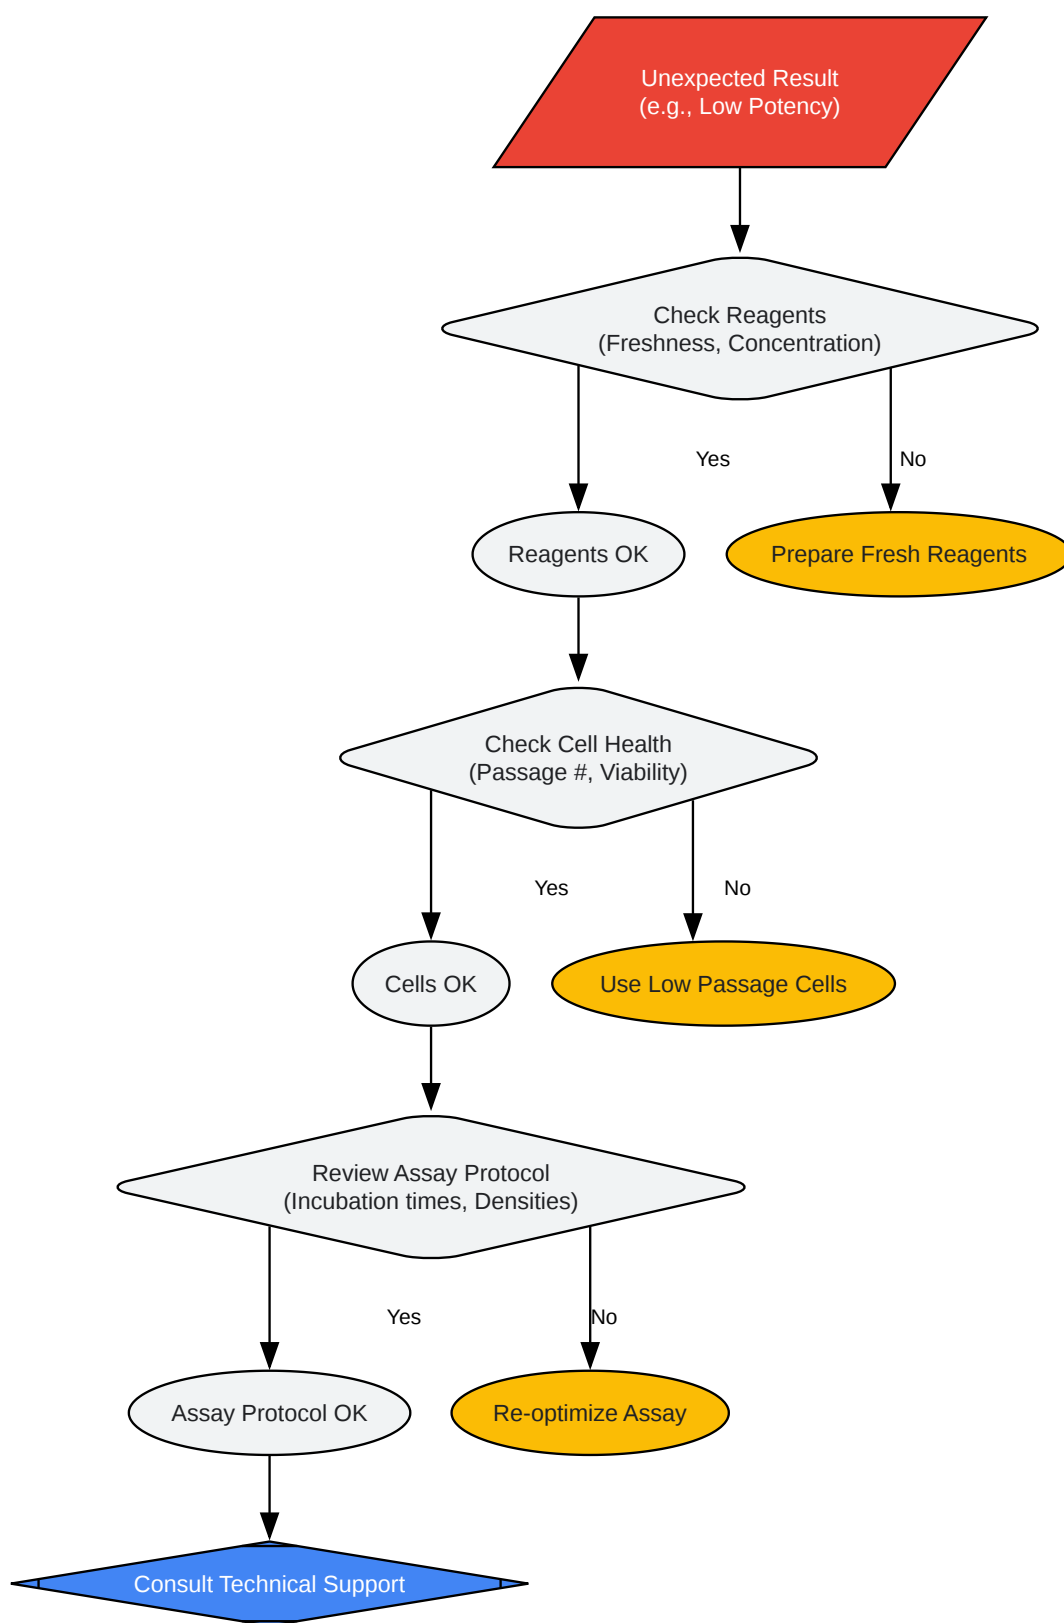 Unexpected Result
(e.g., Low Potency)
Check Reagents
(Freshness, Concentration)
Yes
No
Reagents OK
Prepare Fresh Reagents
Check Cell Health
(Passage #, Viability)
Yes
No
Cells OK
Use Low Passage Cells
Review Assay Protocol
(Incubation times, Densities)
Yes
No
Assay Protocol OK
Re-optimize Assay
Consult Technical Support